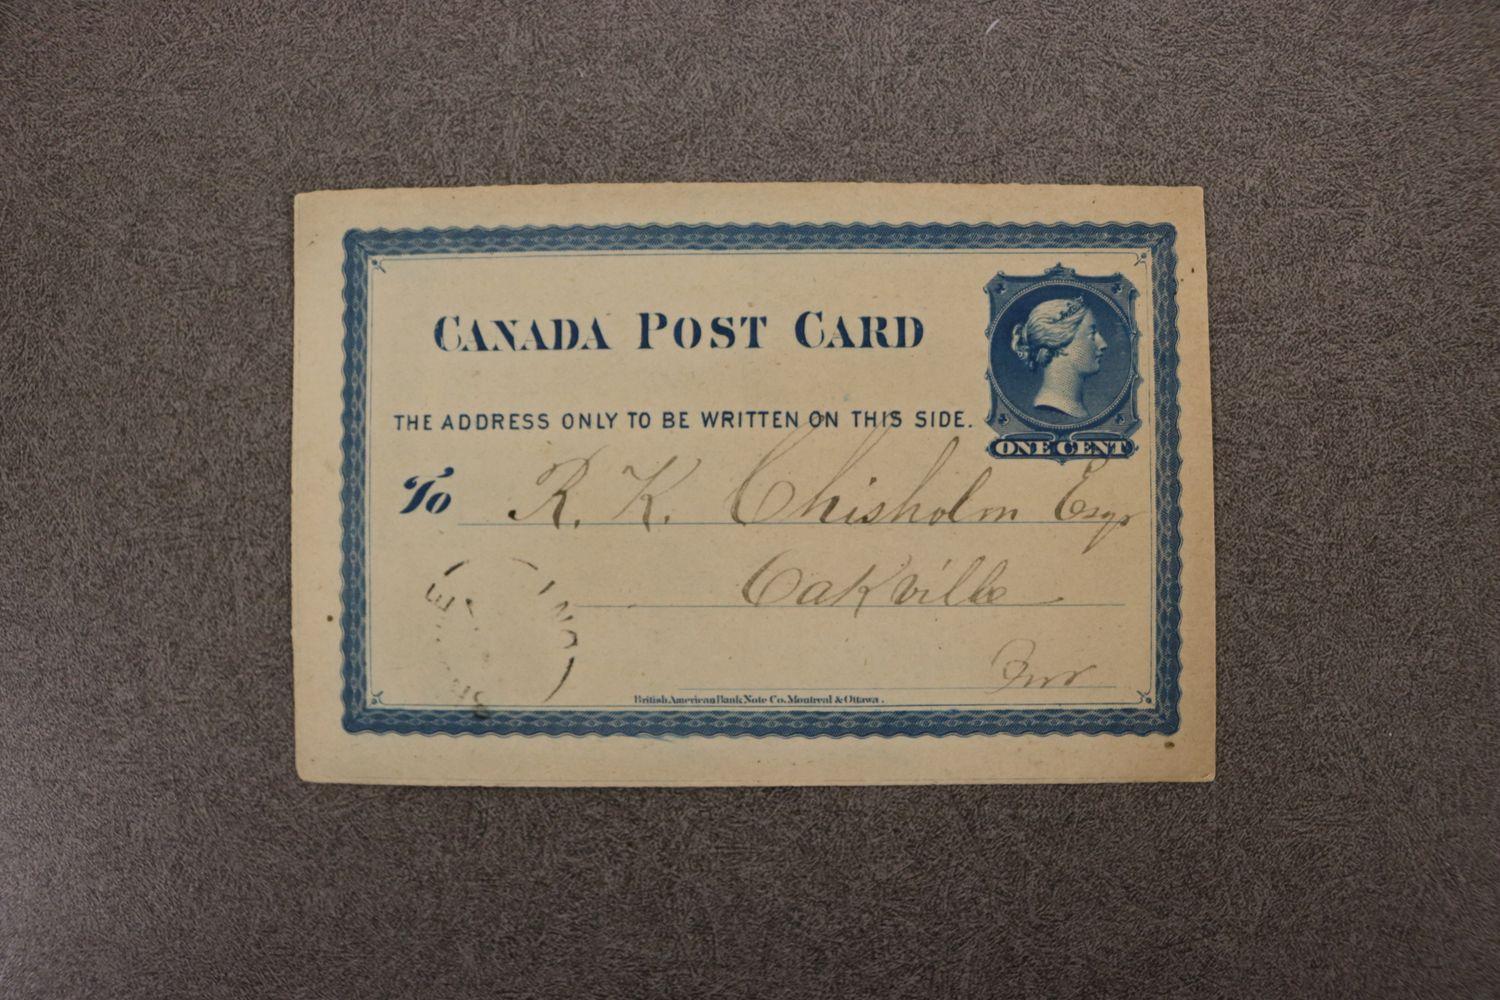 CANADA POST CARD
THE ADDRESS ONLY TO BE WRITTEN ON THIS SIDE.
ONE CENT
To R. K. Chisholm Esqr
Oakville
British American Bank Note Co. Montreal & Ottawa.